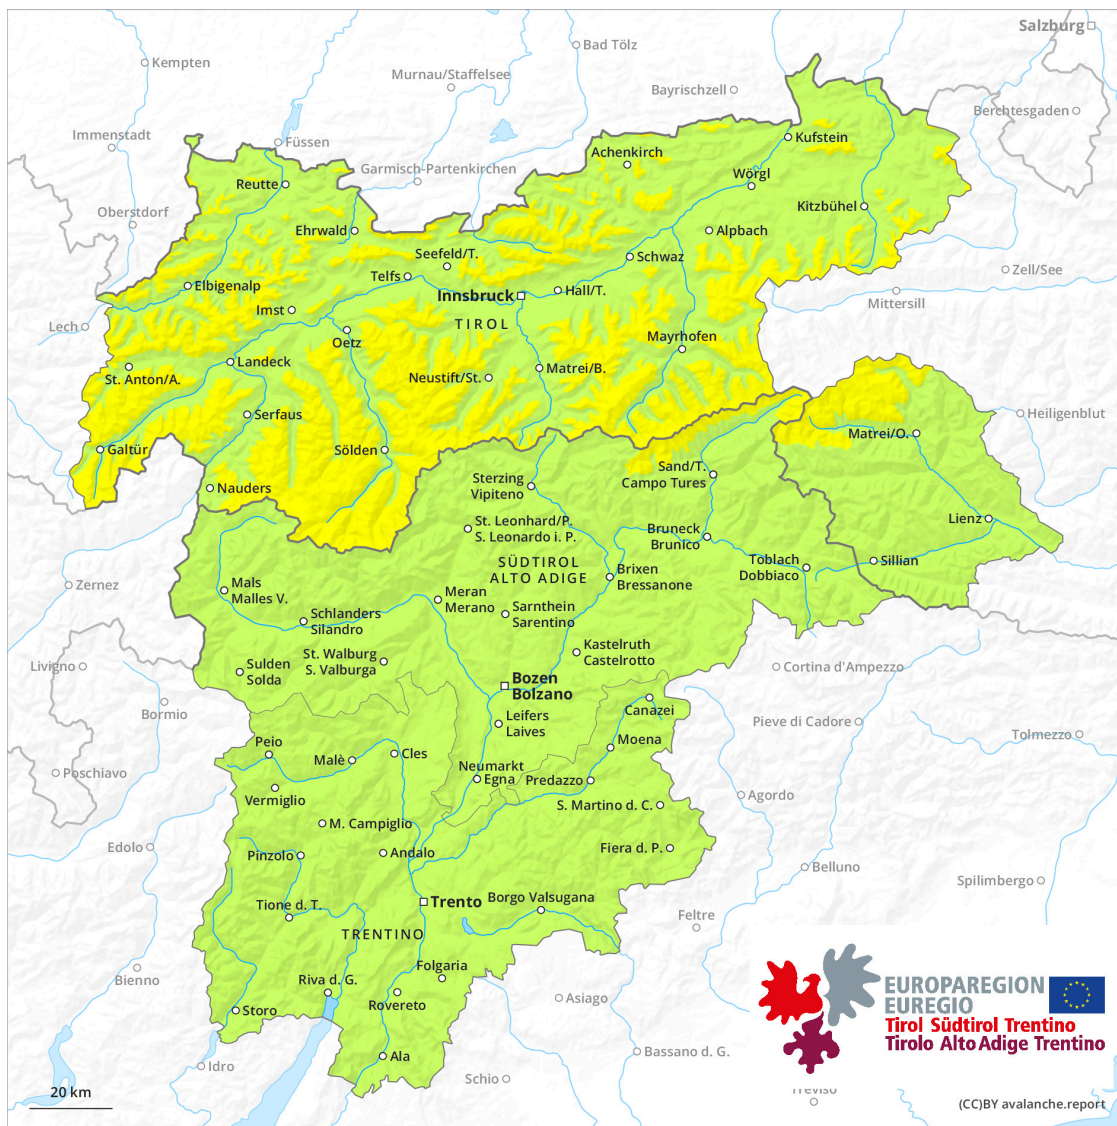 Salzburg
Bad Tölz
Kempten
Murnau/Staffelsee
Bayrischzell
Berchtesgaden
Immenstadt
Füssen
Kufstein
Achenkirch
Garmisch-Partenkirchen
Wörgl
Reutte
Kitzbühel
Oberstdorf
Ehrwald
Alpbach
Seefeld/T.
Schwaz
Zell/See
Telfs
Elbigenalp
Innsbruck
Hall/T.
Mittersill
Imst
TIROL
Lech
Oetz
Mayrhofen
Landeck
Matrei/B.
St. Anton/A.
Neustift/St.
Serfaus
Heiligenblut
Matrei/O.
Galtür
Sölden
Sand/T.
Campo Tures
Sterzing
Vipiteno
Nauders
Lienz
St. Leonhard/P.
S. Leonardo i. P.
Bruneck
Brunico
SÜDTIROL
ALTO ADIGE
Toblach
Dobbiaco
Sillian
Brixen
Bressanone
Zernez
Mals
Malles V.
Meran
Merano
Sarnthein
Sarentino
Schlanders
Silandro
Kastelruth
Castelrotto
St. Walburg
S. Valburga
Livigno
Sulden
Solda
Cortina d'Ampezzo
Bozen
Bolzano
Bormio
Canazei
Leifers
Laives
Pieve di Cadore
Tolmezzo
Peio
Moena
Cles
Malè
Poschiavo
Neumarkt
Egna
Predazzo
Vermiglio
Agordo
S. Martino d. C.
M. Campiglio
Edolo
Fiera d. P.
Pinzolo
Andalo
Belluno
Spilimbergo
Borgo Valsugana
Trento
Tione d. T.
Feltre
TRENTINO
Folgaria
Bienno
Riva d. G.
Asiago
Rovereto
Storo
EUROPAREGION
EUREGIO
Tirol Südtirol Trentino
Tirolo Alto Adige Trentino
Ala
Bassano d. G.
Idro
Schio
Treviso
20 km
(CC)BY avalanche.report